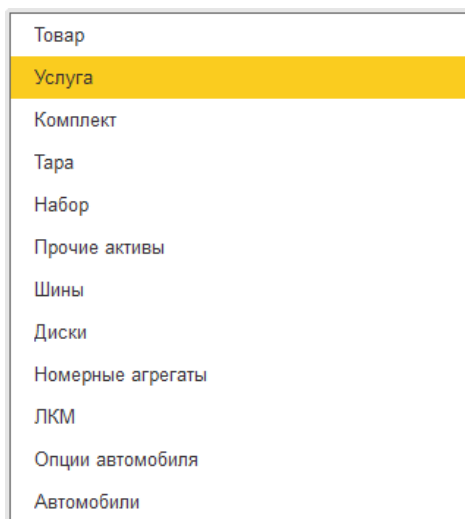 Товар
Услуга
Комплект
Тара
Набор
Прочие активы
Шины
Диски
Номерные агрегаты
ЛКМ
Опции автомобиля
Автомобили